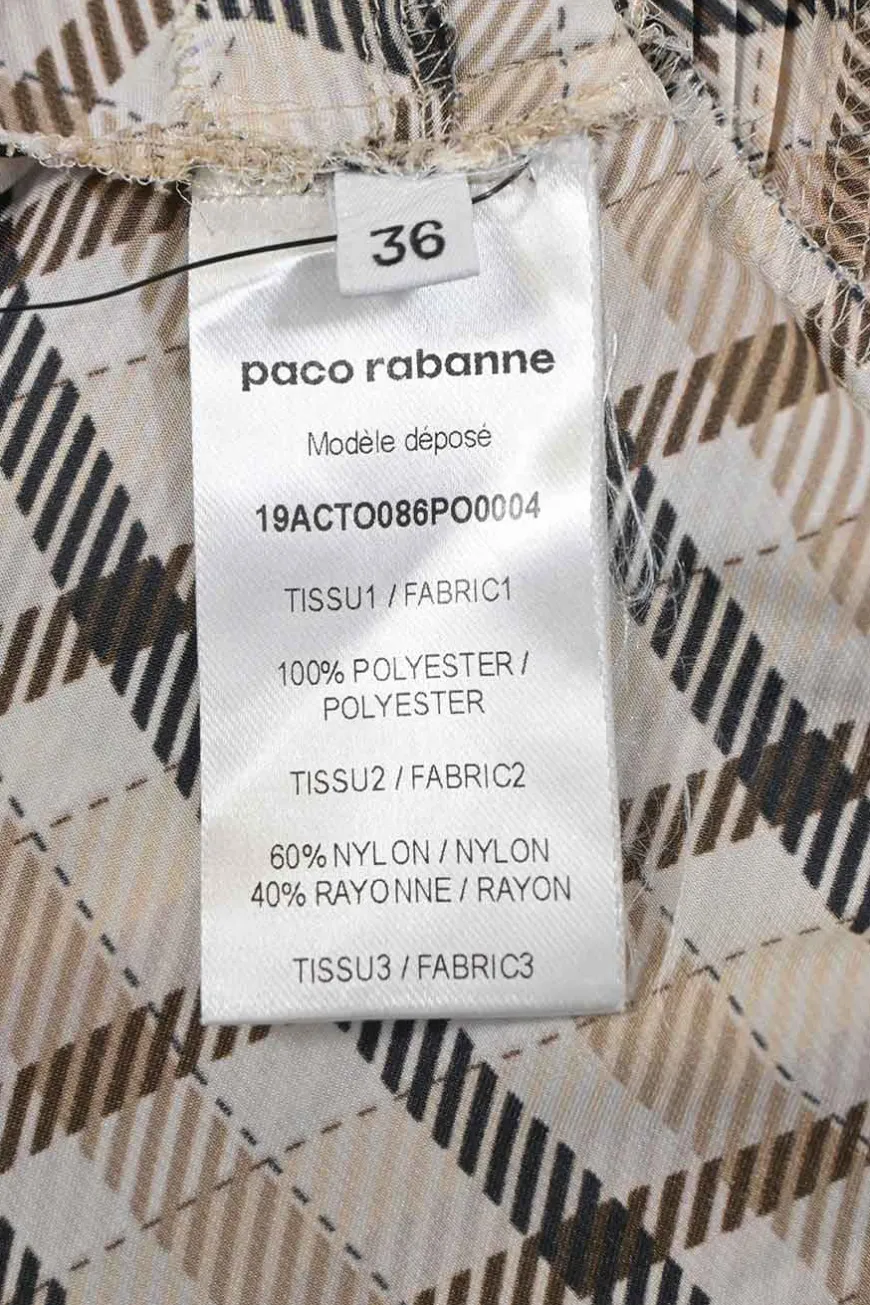 36
paco rabanne
Modèle déposé
19ACTO086PO0004
TISSU1 / FABRIC1
100% POLYESTER /
POLYESTER
TISSU2 / FABRIC2
60% NYLON / NYLON
40% RAYONNE / RAYON
TISSU3 / FABRIC3